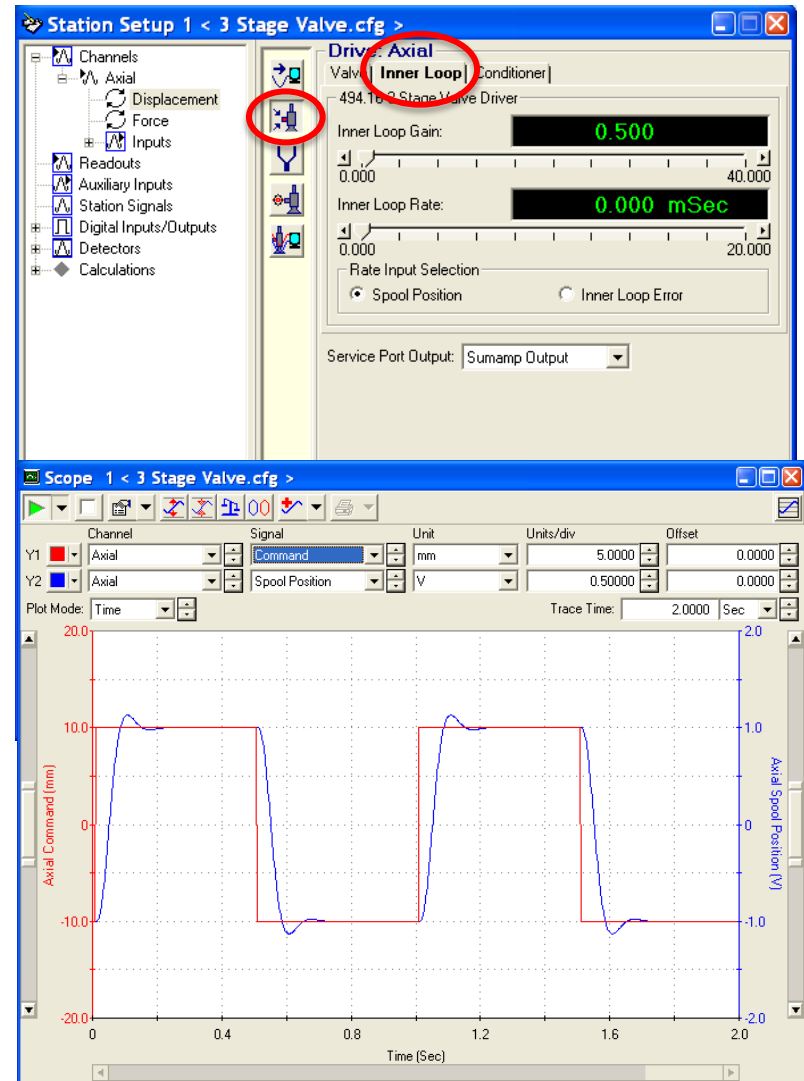 Station Setup 1 < 3 Stage Valve.cfg >
Channels
Axial
Displacement
Force
Inputs
Readouts
Auxiliary Inputs
Station Signals
Digital Inputs/Outputs
Detectors
Calculations
Drive: Axial
Valve Inner Loop Conditioner
494.16 3 Stage Valve Driver
Inner Loop Gain: 0.500
0.000 40.000
Inner Loop Rate: 0.000 mSec
0.000 20.000
Rate Input Selection
Spool Position Inner Loop Error
Service Port Output: Sumamp Output
Scope 1 < 3 Stage Valve.cfg >
Channel Signal Unit Units/div Offset
Y1 Axial Command mm 5.0000 0.0000
Y2 Axial Spool Position V 0.50000 0.0000
Plot Mode: Time Trace Time: 2.0000 Sec
20.0 2.0
10.0 1.0
0 0
-10.0 -1.0
-20.0 -2.0
Axial Command (mm)
Axial Spool Position (V)
0 0.4 0.8 1.2 1.6 2.0
Time (Sec)